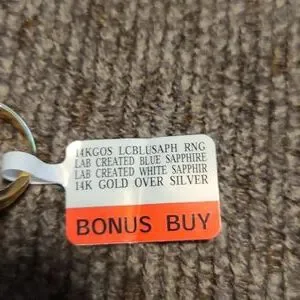 14KGOS LCBLUSAPH RNG
LAB CREATED BLUE SAPPHIRE
LAB CREATED WHITE SAPPHIR
14K GOLD OVER SILVER
BONUS BUY